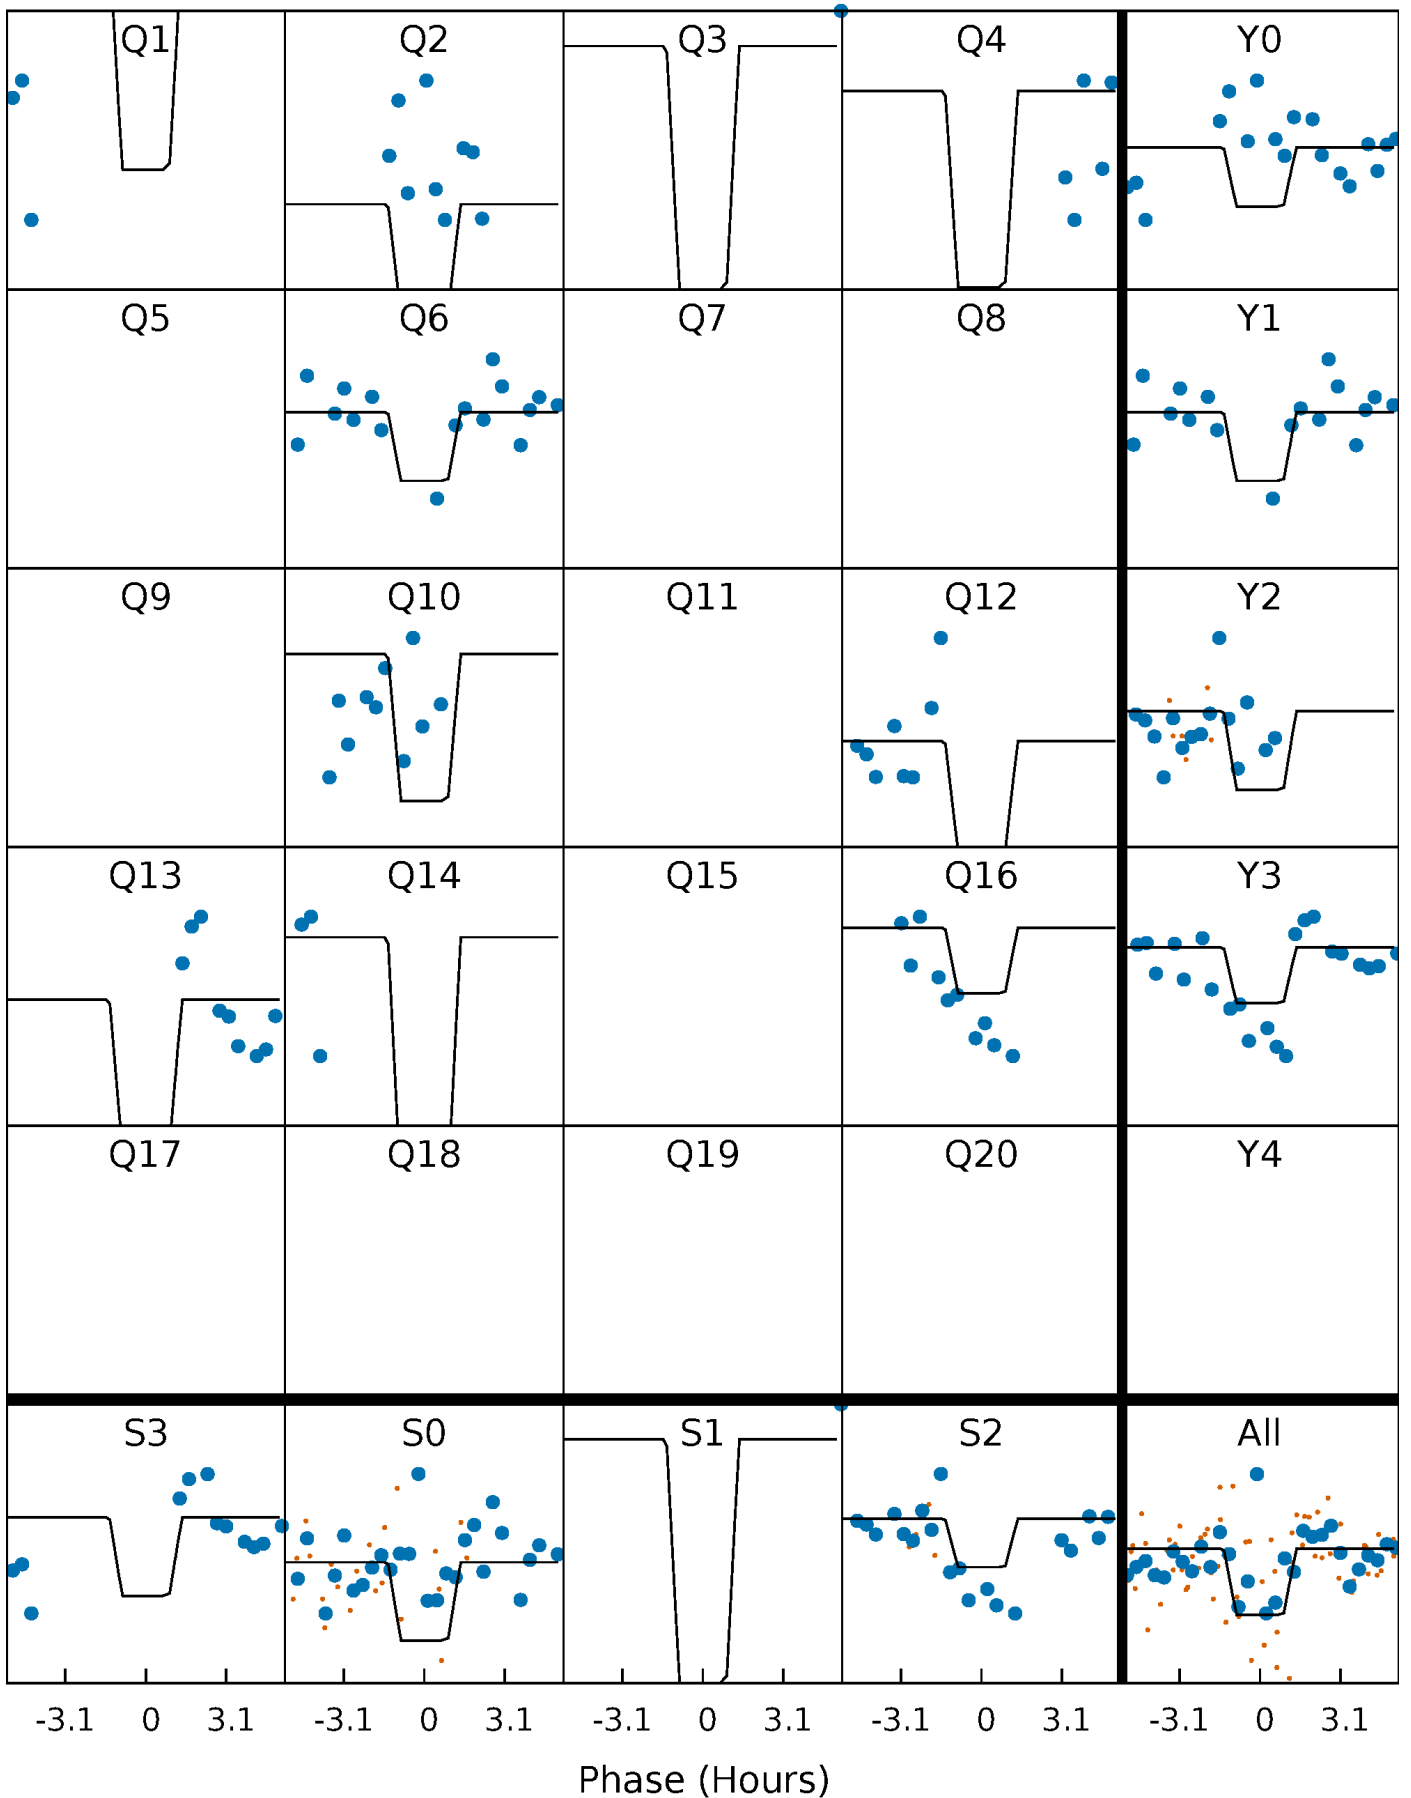 Q1 Q2 Q3 Q4 Y0
Q5 Q6 Q7 Q8 Y1
Q9 Q10 Q11 Q12 Y2
Q13 Q14 Q15 Q16 Y3
Q17 Q18 Q19 Q20 Y4
S3 S0 S1 S2 All
-3.1 0 3.1 -3.1 0 3.1 -3.1 0 3.1 -3.1 0 3.1 -3.1 0 3.1
Phase (Hours)